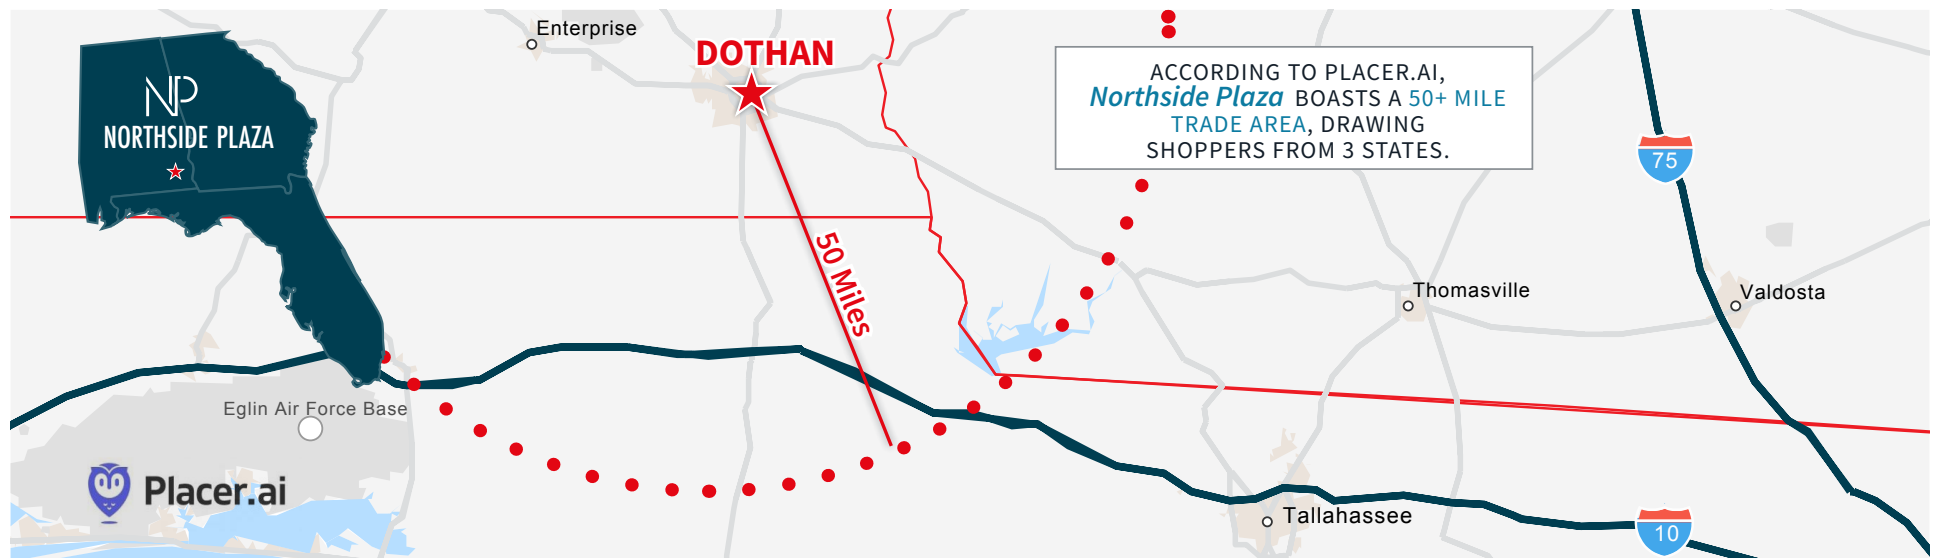 Enterprise
DOTHAN
NP
NORTHSIDE PLAZA
ACCORDING TO PLACER.AI,
Northside Plaza BOASTS A 50+ MILE
TRADE AREA, DRAWING
SHOPPERS FROM 3 STATES.
75
50 Miles
Thomasville
Valdosta
Eglin Air Force Base
Placer.ai
Tallahassee
10